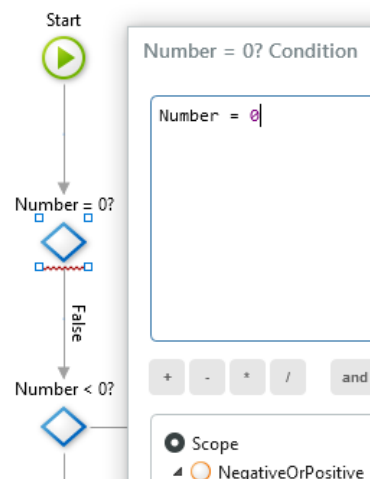 Start
Number = 0? Condition
Number = 0
Number = 0?
False
Number < 0?
+ - * / and
Scope
NegativeOrPositive